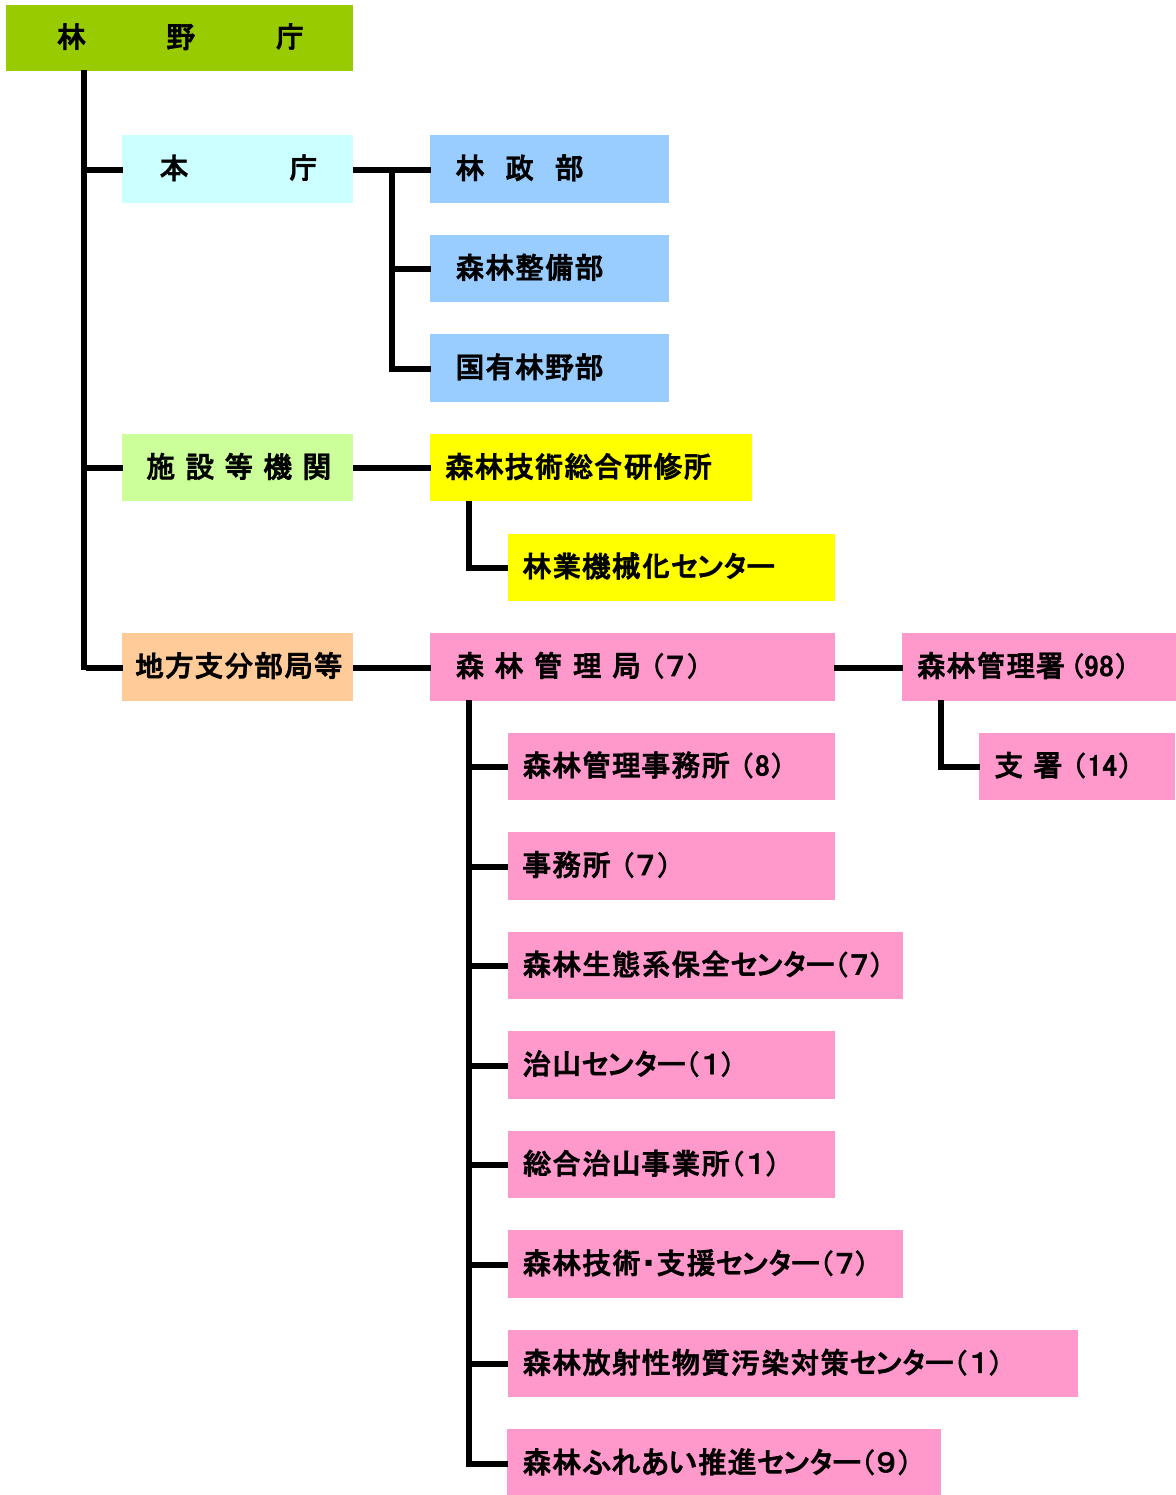 林野庁
本庁
林政部
森林整備部
国有林野部
施設等機関
森林技術総合研修所
林業機械化センター
地方支分部局等
森林管理局（７）
森林管理署(98)
森林管理事務所（8）
支署（14）
事務所（７）
森林生態系保全センター（7）
治山センター（１）
総合治山事業所（１）
森林技術・支援センター（７）
森林放射性物質汚染対策センター（１）
森林ふれあい推進センター（９）